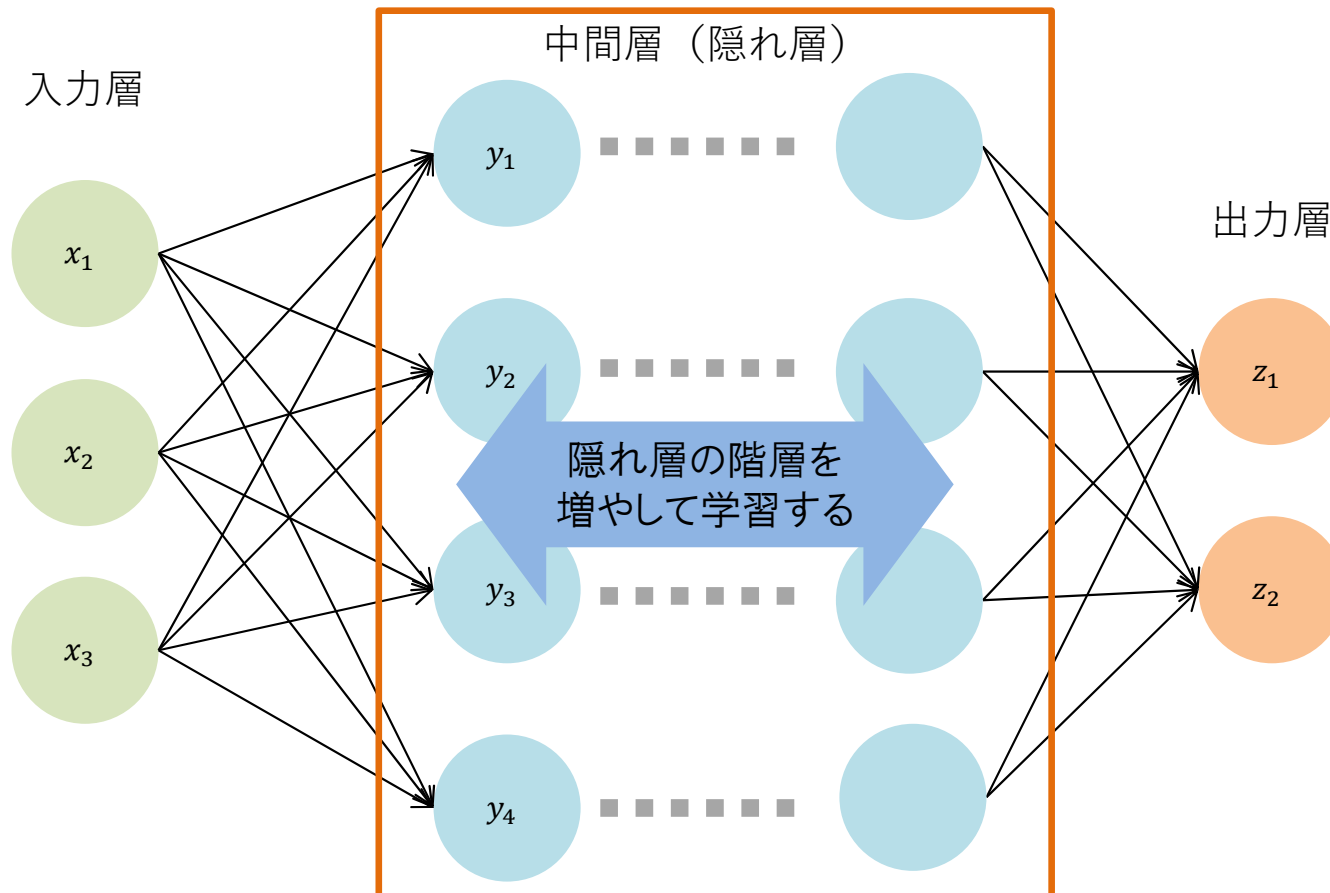 中間層（隠れ層）
入力層
出力層
x₁
x₂
x₃
y₁
y₂
y₃
y₄
隠れ層の階層を
増やして学習する
z₁
z₂